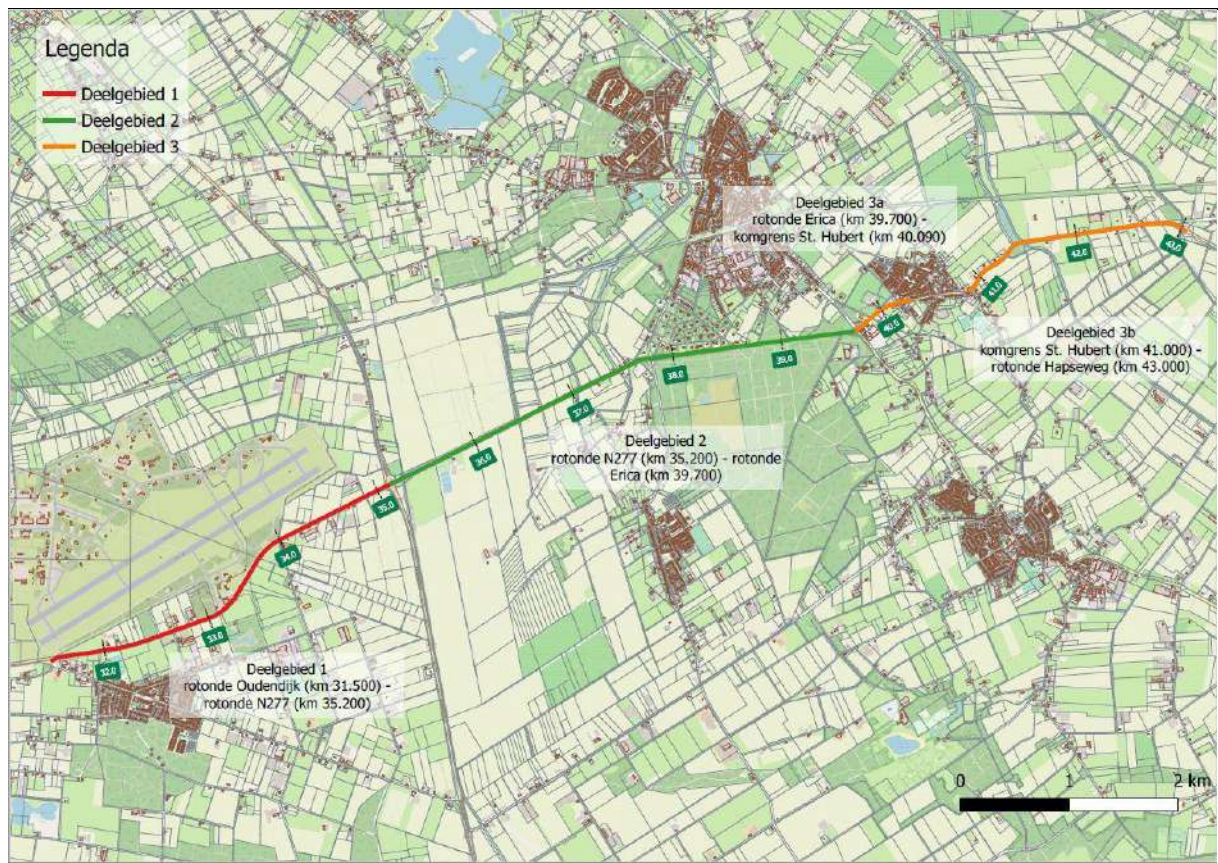 Legenda
Deelgebied 1
Deelgebied 2
Deelgebied 3
Deelgebied 3a
rotonde Erica (km 39.700) -
komgrens St. Hubert (km 40.090)
43.0
42.0
41.0
40.0
Deelgebied 3b
komgrens St. Hubert (km 41.000) -
rotonde Hapseweg (km 43.000)
39.0
38.0
37.0
36.0
Deelgebied 2
rotonde N277 (km 35.200) - rotonde
Erica (km 39.700)
35.0
34.0
33.0
32.0
Deelgebied 1
rotonde Oudendijk (km 31.500) -
rotonde N277 (km 35.200)
0 1 2 km